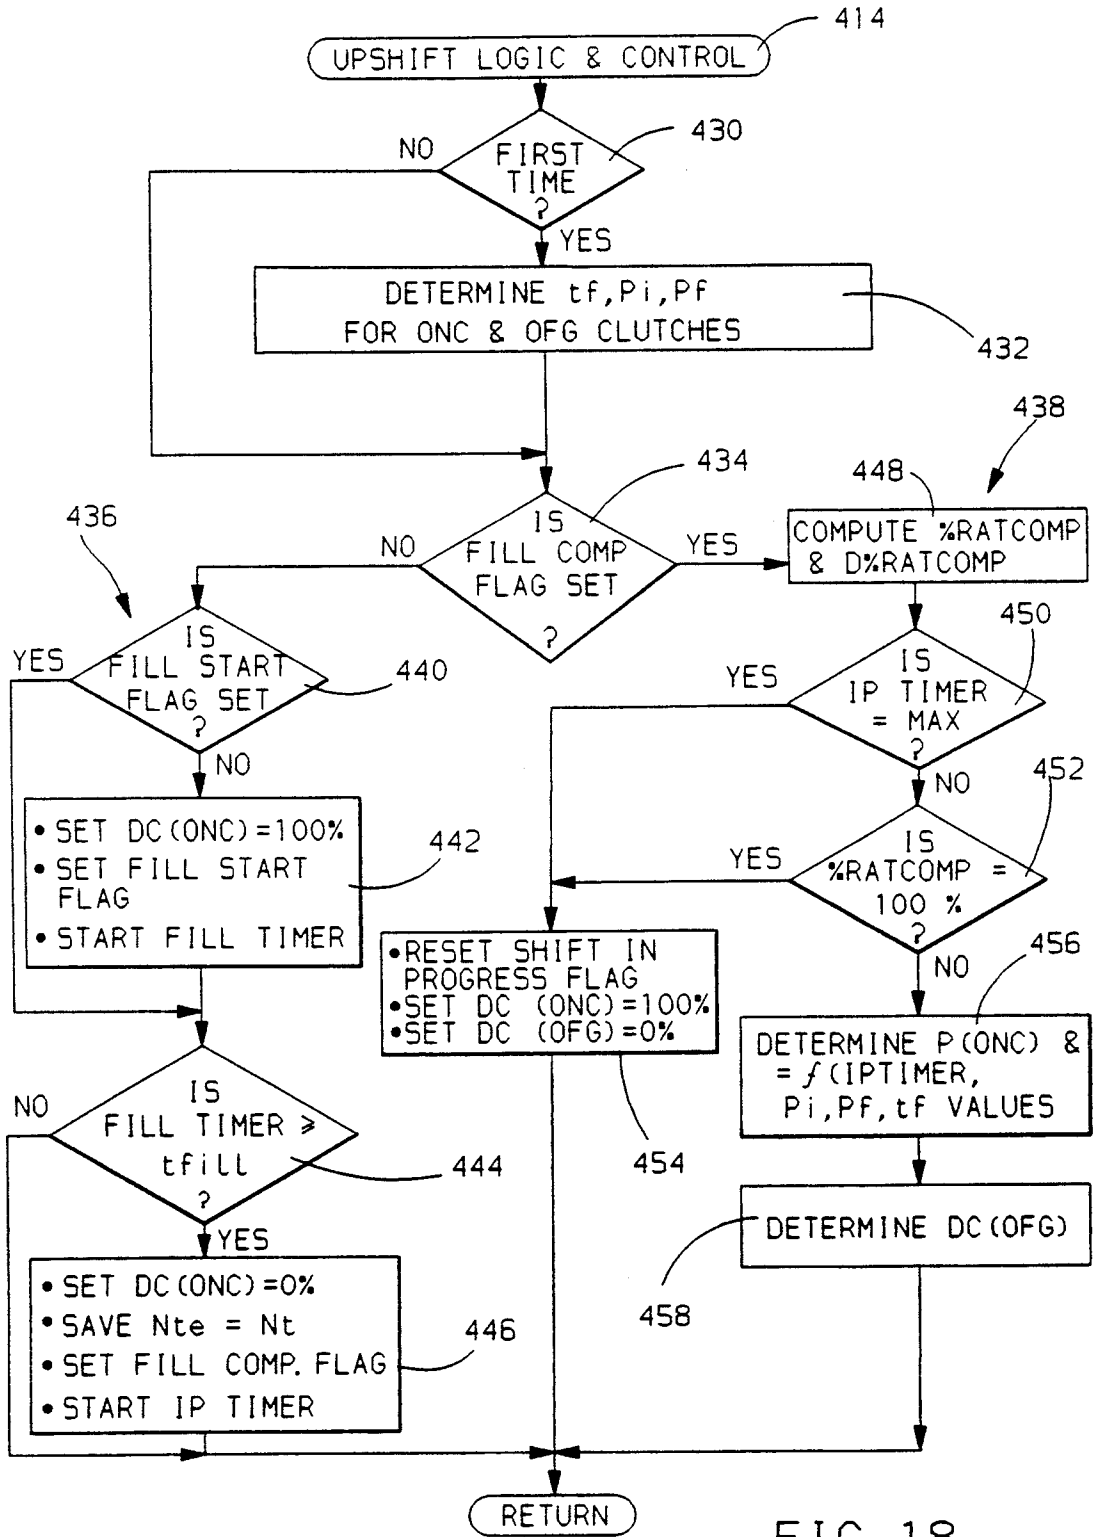 414
UPSHIFT LOGIC & CONTROL
430
NO
FIRST
TIME
?
YES
DETERMINE tf,Pi,Pf
FOR ONC & OFG CLUTCHES
432
438
434
448
436
IS
FILL COMP
FLAG SET
?
NO
YES
COMPUTE %RATCOMP
& D%RATCOMP
450
IS
FILL START
FLAG SET
?
YES
440
NO
IS
IP TIMER
= MAX
?
YES
NO
452
• SET DC(ONC)=100%
• SET FILL START
FLAG
• START FILL TIMER
442
IS
%RATCOMP =
100 %
?
YES
NO
456
•RESET SHIFT IN
PROGRESS FLAG
•SET DC (ONC)=100%
•SET DC (OFG)=0%
454
DETERMINE P(ONC) &
= f(IPTIMER,
Pi,Pf,tf VALUES
IS
FILL TIMER ⩾
tfill
?
NO
444
YES
DETERMINE DC(OFG)
458
• SET DC(ONC)=0%
• SAVE Nte = Nt
• SET FILL COMP. FLAG
• START IP TIMER
446
RETURN
FIG.18